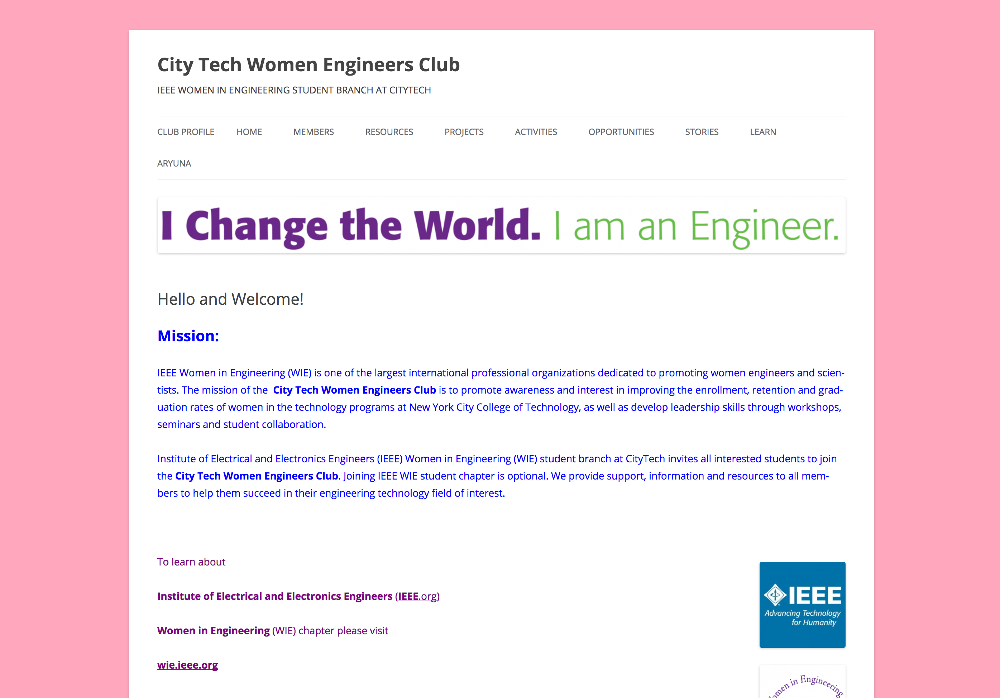 City Tech Women Engineers Club
IEEE WOMEN IN ENGINEERING STUDENT BRANCH AT CITYTECH
CLUB PROFILE HOME MEMBERS RESOURCES PROJECTS ACTIVITIES OPPORTUNITIES STORIES LEARN
ARYUNA
I Change the World. I am an Engineer.
Hello and Welcome!
Mission:
IEEE Women in Engineering (WIE) is one of the largest international professional organizations dedicated to promoting women engineers and scien-
tists. The mission of the City Tech Women Engineers Club is to promote awareness and interest in improving the enrollment, retention and grad-
uation rates of women in the technology programs at New York City College of Technology, as well as develop leadership skills through workshops,
seminars and student collaboration.
Institute of Electrical and Electronics Engineers (IEEE) Women in Engineering (WIE) student branch at CityTech invites all interested students to join
the City Tech Women Engineers Club. Joining IEEE WIE student chapter is optional. We provide support, information and resources to all mem-
bers to help them succeed in their engineering technology field of interest.
To learn about
Institute of Electrical and Electronics Engineers (IEEE.org)
Women in Engineering (WIE) chapter please visit
wie.ieee.org
IEEE
Advancing Technology
for Humanity
omen in Engineering